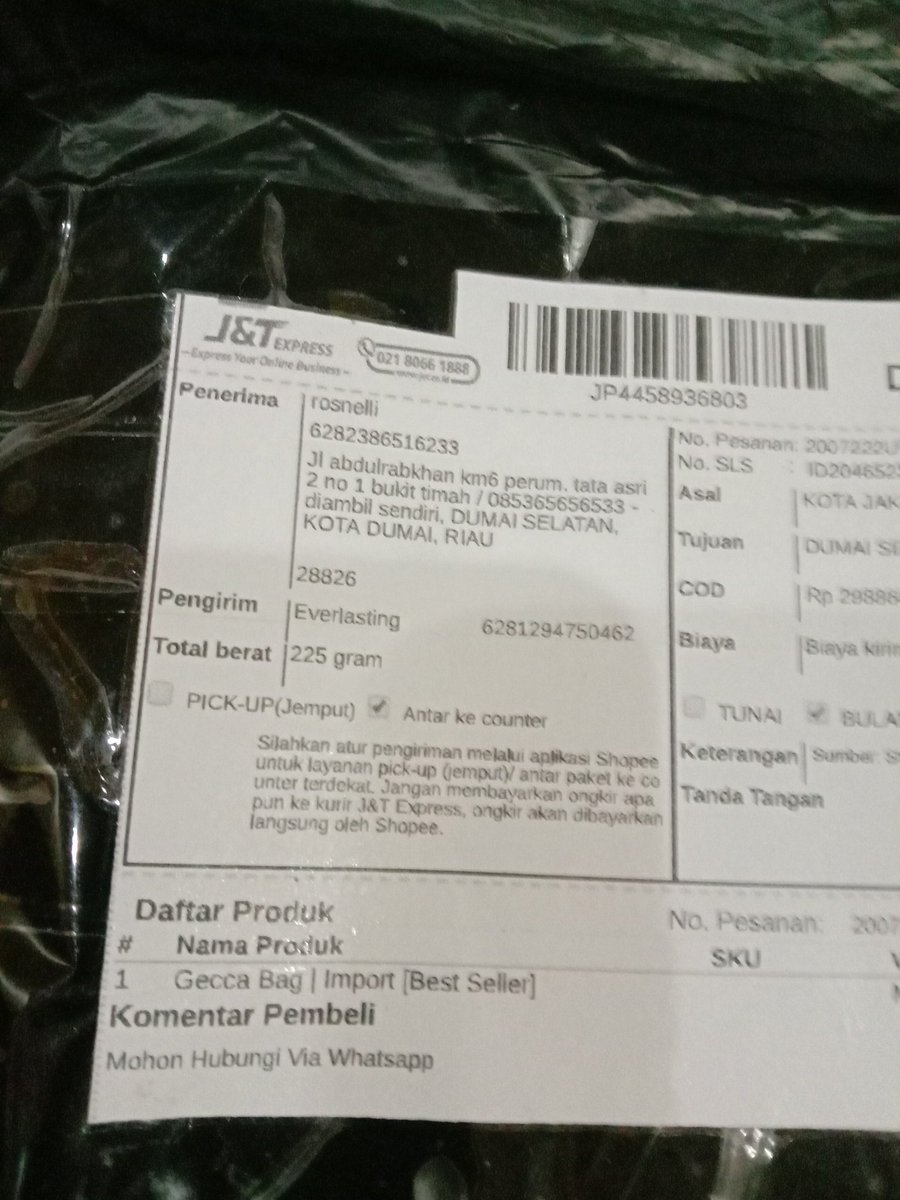 J&T EXPRESS
Express Your Online Business
021 8066 1888
JP4458936803
Penerima
rosnelli
6282386516233
Jl abdulrabkhan km6 perum. tata asri
2 no 1 bukit timah / 085365656533 -
diambil sendiri, DUMAI SELATAN,
KOTA DUMAI, RIAU
28826
Pengirim
Everlasting
6281294750462
Total berat
225 gram
PICK-UP(Jemput)
Antar ke counter
Silahkan atur pengiriman melalui aplikasi Shopee
untuk layanan pick-up (jemput)/ antar paket ke co
unter terdekat. Jangan membayarkan ongkir apa
pun ke kurir J&T Express, ongkir akan dibayarkan
langsung oleh Shopee.
No. Pesanan: 2007222U
No. SLS : ID204652
Asal
KOTA JAK
Tujuan
DUMAI SE
COD
Rp 29886
Biaya
Biaya kirim
TUNAI
BULA
Keterangan
Sumber: S
Tanda Tangan
Daftar Produk
No. Pesanan: 2007
# Nama Produk SKU
1 Gecca Bag | Import [Best Seller]
Komentar Pembeli
Mohon Hubungi Via Whatsapp